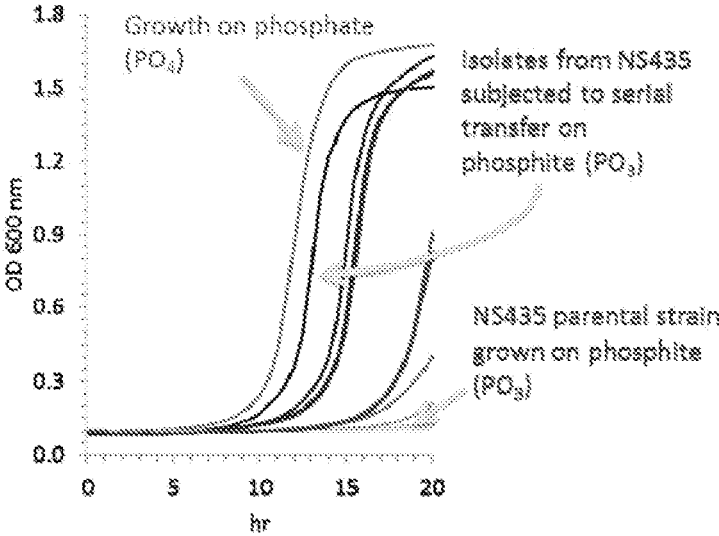 1.8
1.5
1.2
0.9
0.6
0.3
0.0
OD 600 nm
0
5
10
15
20
hr
Growth on phosphate
(PO₄)
isolates from NS435
subjected to serial
transfer on
phosphite (PO₃)
NS435 parental strain
grown on phosphite
(PO₃)